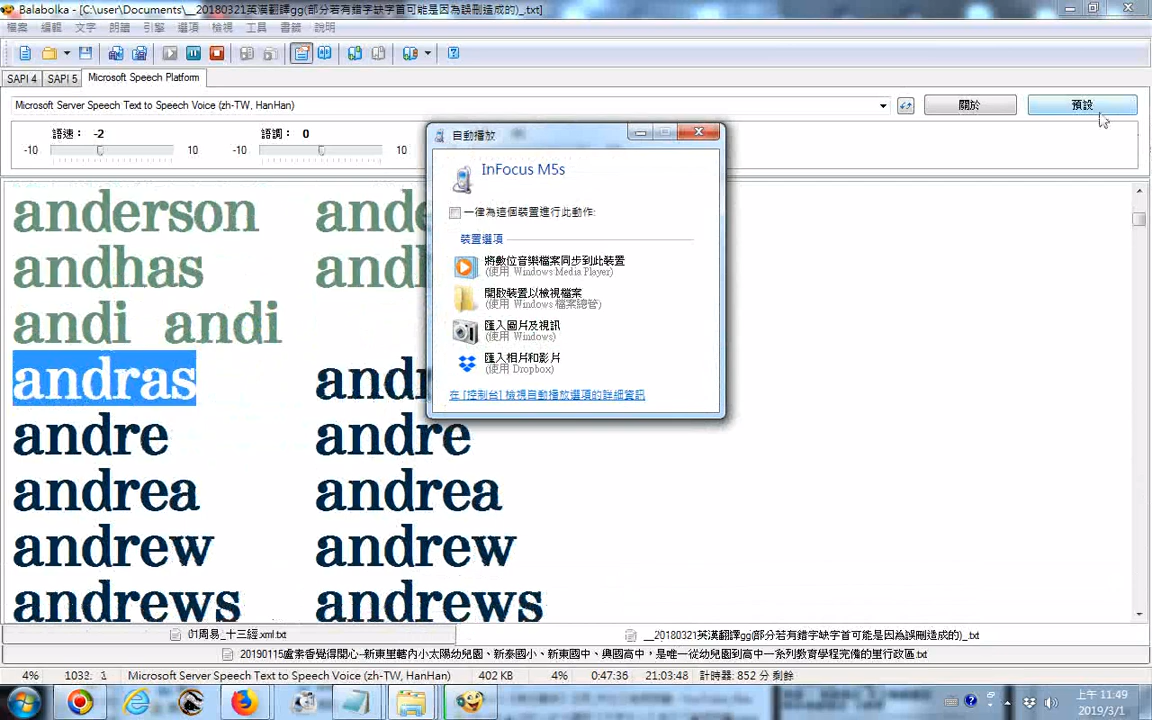 Balabolka - [C:\user\Documents\__20180321英漢翻譯gg(部分若有錯字缺字首可能是因為誤刪造成的)_.txt]
檔案 編輯 文字 朗讀 引擎 選項 檢視 工具 書籤 說明
SAPI 4 SAPI 5 Microsoft Speech Platform
Microsoft Server Speech Text to Speech Voice (zh-TW, HanHan) 關於 預設
語速: -2 語調: 0
-10 10 -10 10
自動播放
InFocus M5s
一律為這個裝置進行此動作:
裝置選項
將數位音樂檔案同步到此裝置
(使用 Windows Media Player)
開啟裝置以檢視檔案
(使用 Windows 檔案總管)
匯入圖片及視訊
(使用 Windows)
匯入相片和影片
(使用 Dropbox)
在 [控制台] 檢視自動播放選項的詳細資訊
anderson ande
andhas andh
andi andi
andras andr
andre andre
andrea andrea
andrew andrew
andrews andrews
01周易_十三經.xml.txt __20180321英漢翻譯gg(部分若有錯字缺字首可能是因為誤刪造成的)_.txt
20190115盧素香覺得開心-新東里轄內小太陽幼兒園、新泰國小、新東國中、興國高中，是唯一從幼兒園到高中一系列教育學程完備的里行政區.txt
4% 1032: 1 Microsoft Server Speech Text to Speech Voice (zh-TW, HanHan) 402 KB 4% 0:47:36 21:03:48 計時器: 852 分 剩餘
上午 11:49
2019/3/1